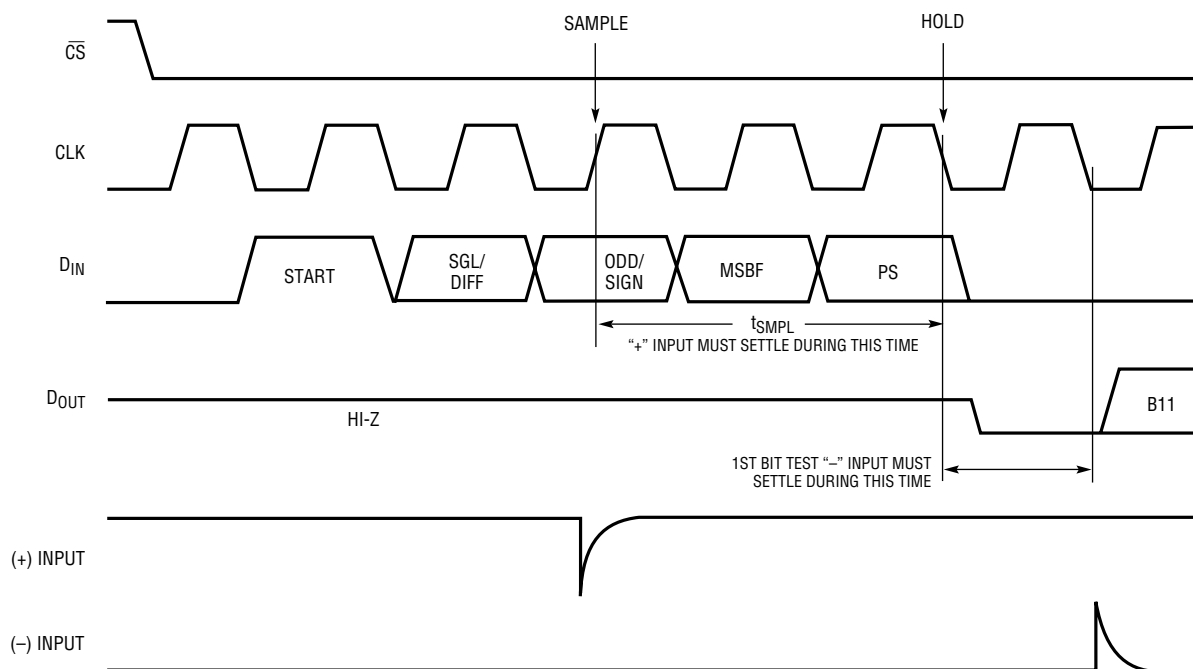 SAMPLE
HOLD
CS
CLK
DIN
START
SGL/
DIFF
ODD/
SIGN
MSBF
PS
tSMPL
“+” INPUT MUST SETTLE DURING THIS TIME
DOUT
HI-Z
B11
1ST BIT TEST “–” INPUT MUST
SETTLE DURING THIS TIME
(+) INPUT
(–) INPUT